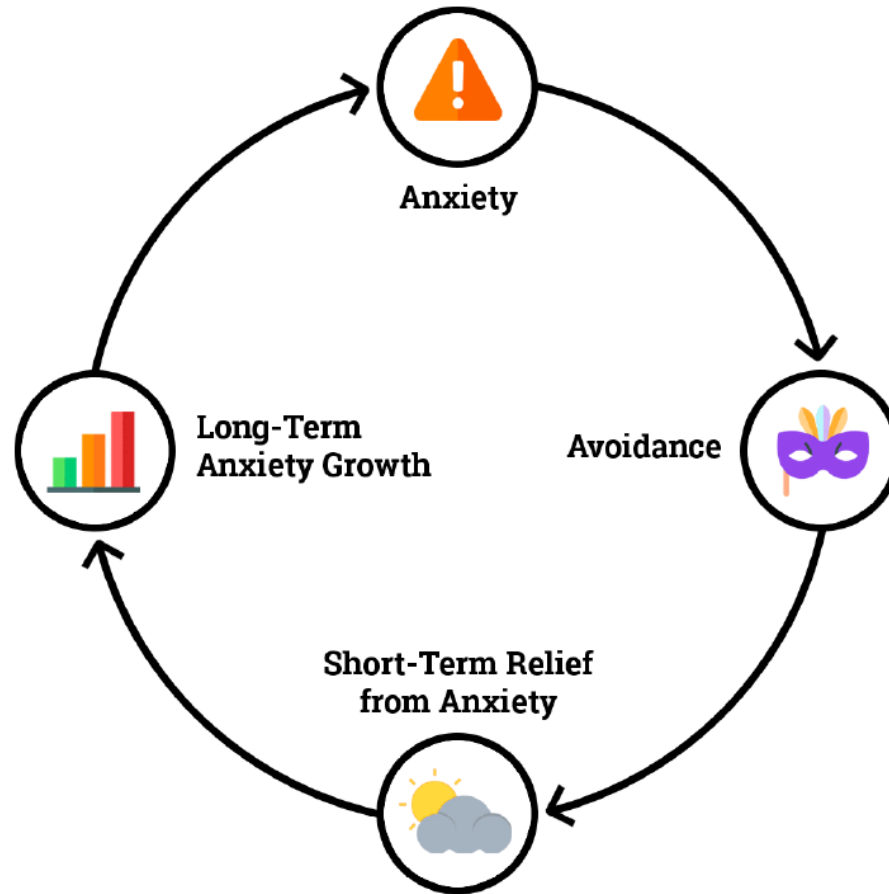 Anxiety
Avoidance
Short-Term Relief
from Anxiety
Long-Term
Anxiety Growth